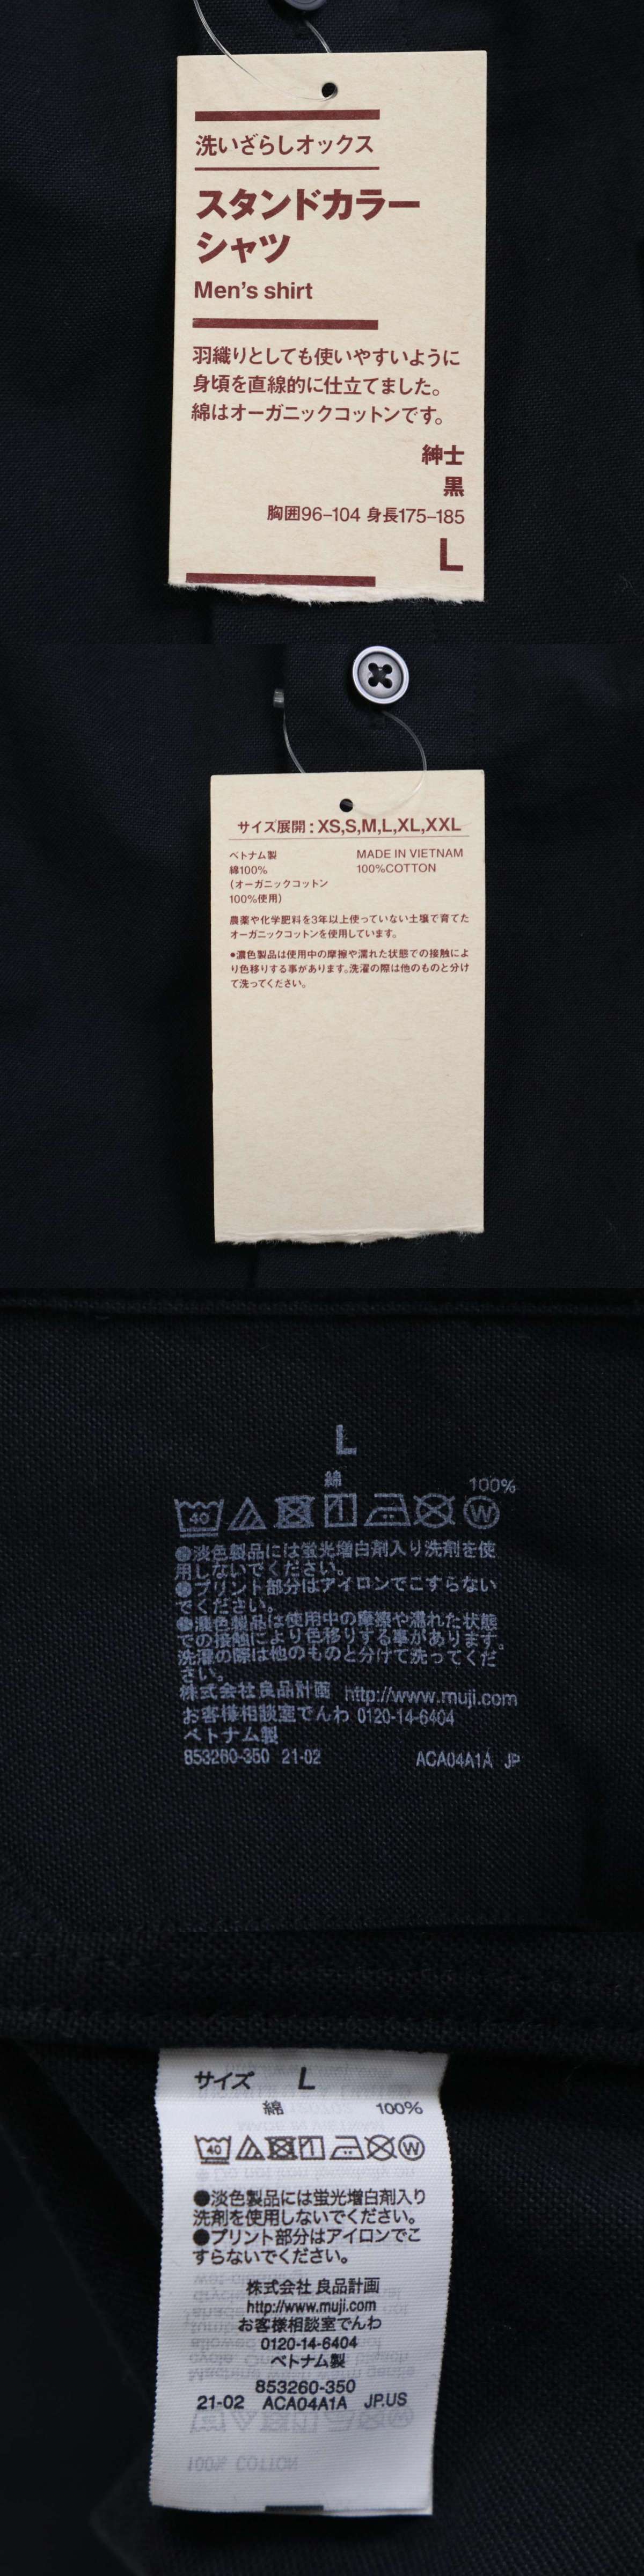 洗いざらしオックス
スタンドカラー
シャツ
Men's shirt
羽織りとしても使いやすいように
身頃を直線的に仕立てました。
綿はオーガニックコットンです。
紳士
黒
胸囲96-104 身長175-185
L
サイズ展開:XS,S,M,L,XL,XXL
ベトナム製 MADE IN VIETNAM
綿100% 100%COTTON
(オーガニックコットン
100%使用)
農薬や化学肥料を3年以上使っていない土壌で育てた
オーガニックコットンを使用しています。
●濃色製品は使用中の摩擦や濡れた状態での接触によ
り色移りする事があります。洗濯の際は他のものと分け
て洗ってください。
L
綿 100%
40 W
●淡色製品には蛍光増白剤入り洗剤を使
用しないでください。
●プリント部分はアイロンでこすらない
でください。
●濃色製品は使用中の摩擦や濡れた状態
での接触により色移りする事があります。
洗濯の際は他のものと分けて洗ってくだ
さい。
株式会社良品計画 http://www.muji.com
お客様相談室でんわ 0120-14-6404
ベトナム製
853260-350 21-02 ACA04A1A JP
サイズ L
綿 100%
40 W
●淡色製品には蛍光増白剤入り
洗剤を使用しないでください。
●プリント部分はアイロンでこ
すらないでください。
株式会社 良品計画
http://www.muji.com
お客様相談室でんわ
0120-14-6404
ベトナム製
853260-350
21-02 ACA04A1A JP.US